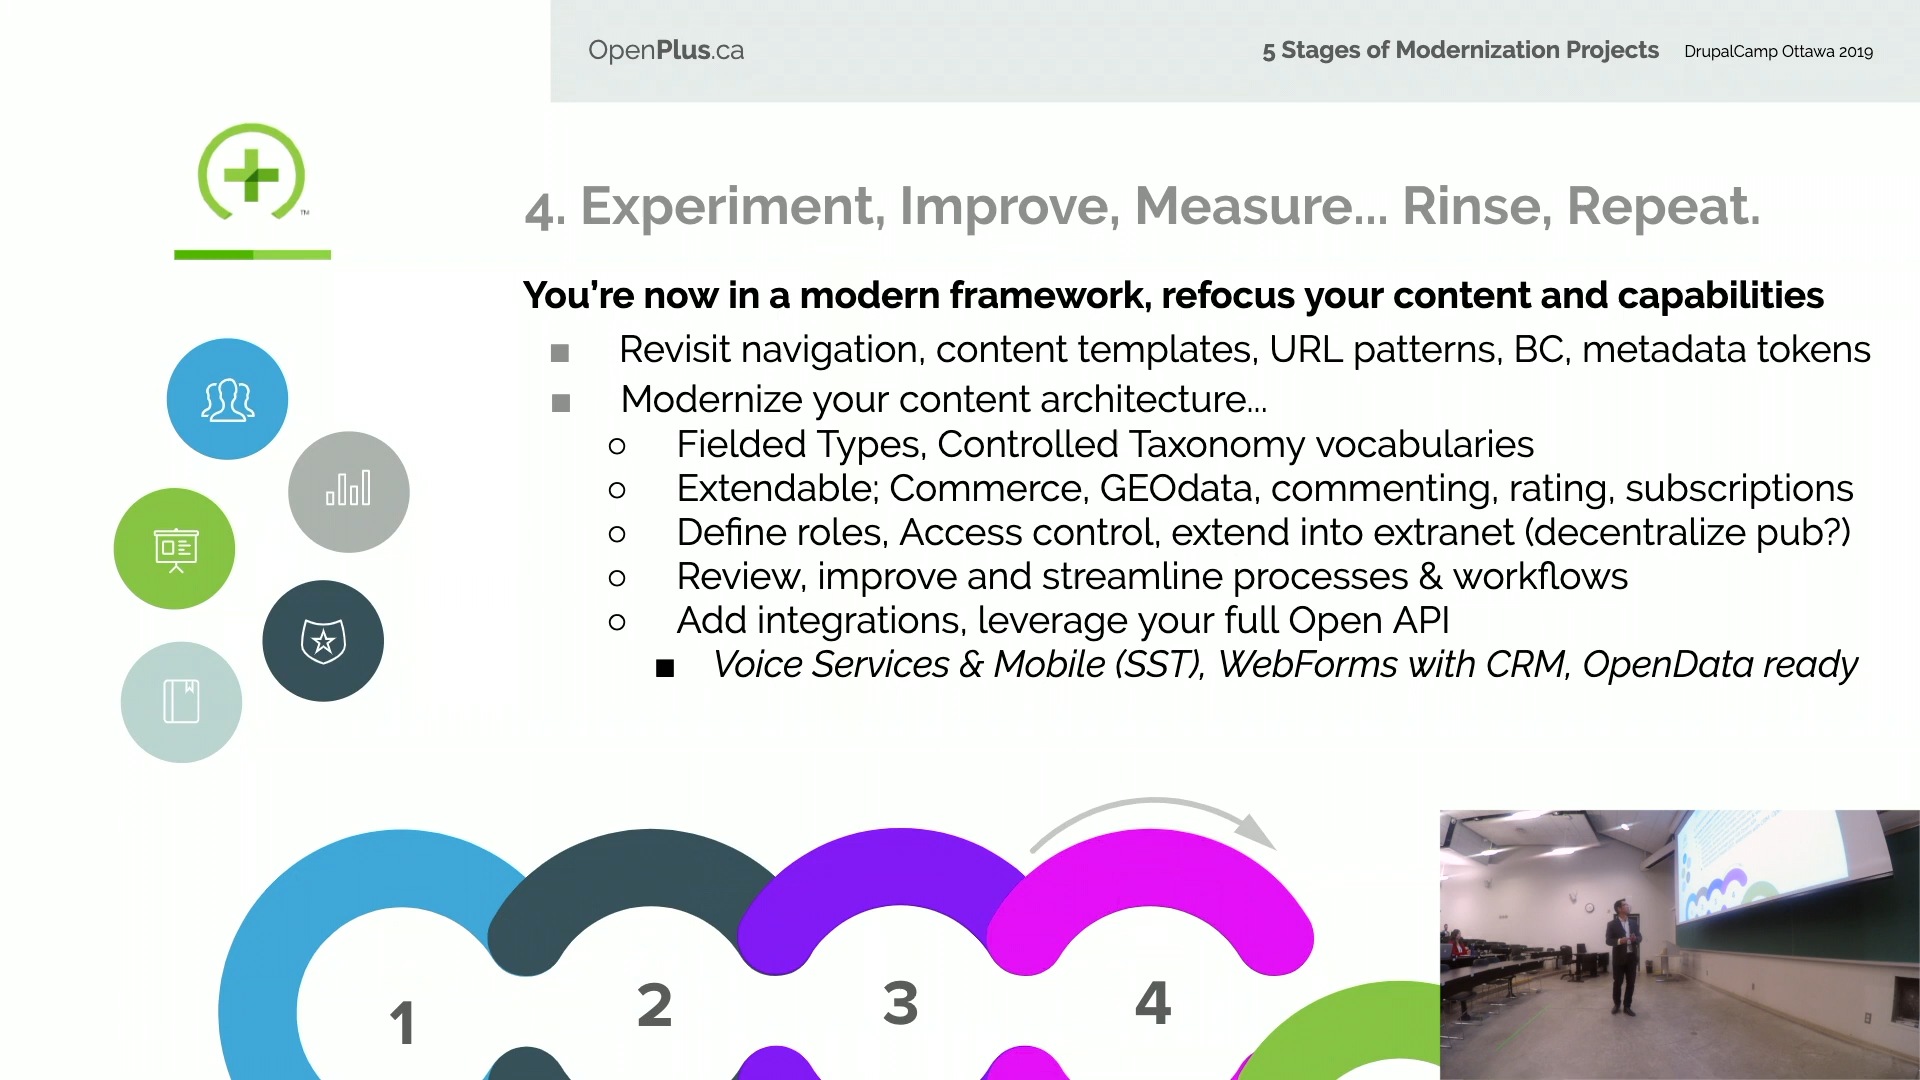 OpenPlus.ca
5 Stages of Modernization Projects DrupalCamp Ottawa 2019
TM
4. Experiment, Improve, Measure... Rinse, Repeat.
You’re now in a modern framework, refocus your content and capabilities
■ Revisit navigation, content templates, URL patterns, BC, metadata tokens
■ Modernize your content architecture...
○ Fielded Types, Controlled Taxonomy vocabularies
○ Extendable; Commerce, GEOdata, commenting, rating, subscriptions
○ Define roles, Access control, extend into extranet (decentralize pub?)
○ Review, improve and streamline processes & workflows
○ Add integrations, leverage your full Open API
■ Voice Services & Mobile (SST), WebForms with CRM, OpenData ready
1 2 3 4